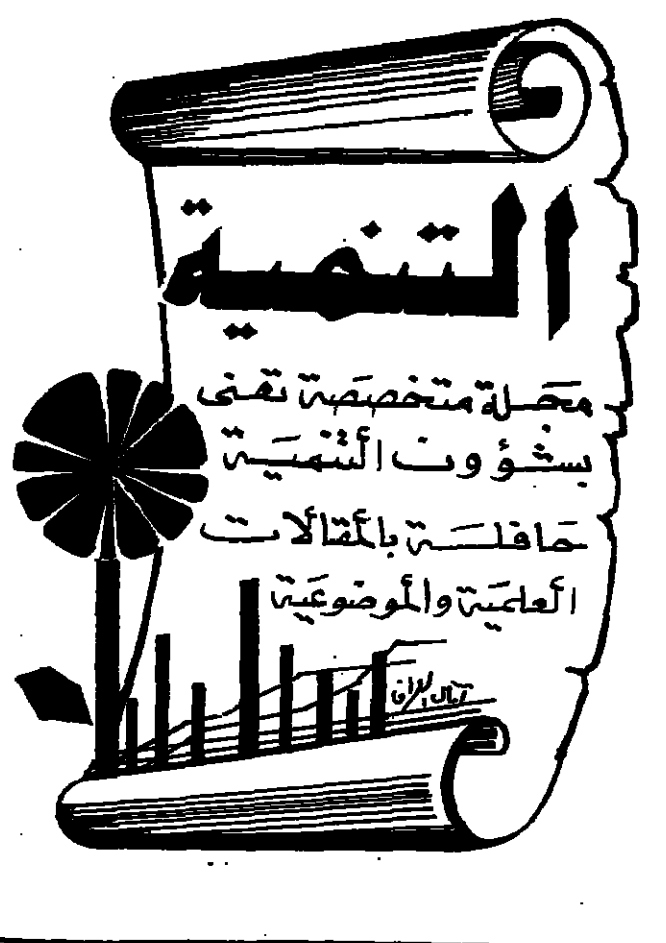 التنمية
مجلة متخصصة تعنى
بشؤون التنمية
حافلة بالمقالات
العلمية والموضوعية